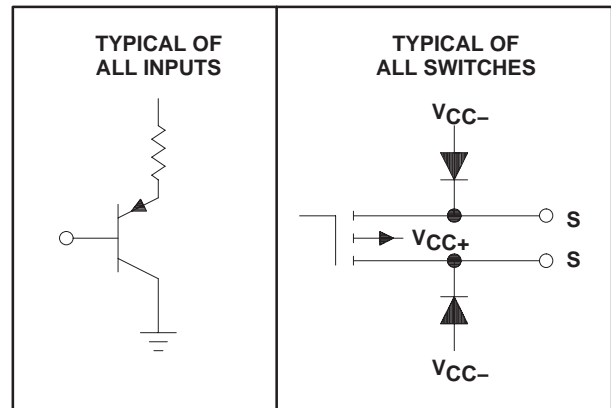 TYPICAL OF
ALL INPUTS
TYPICAL OF
ALL SWITCHES
VCC–
S
VCC+
S
VCC–